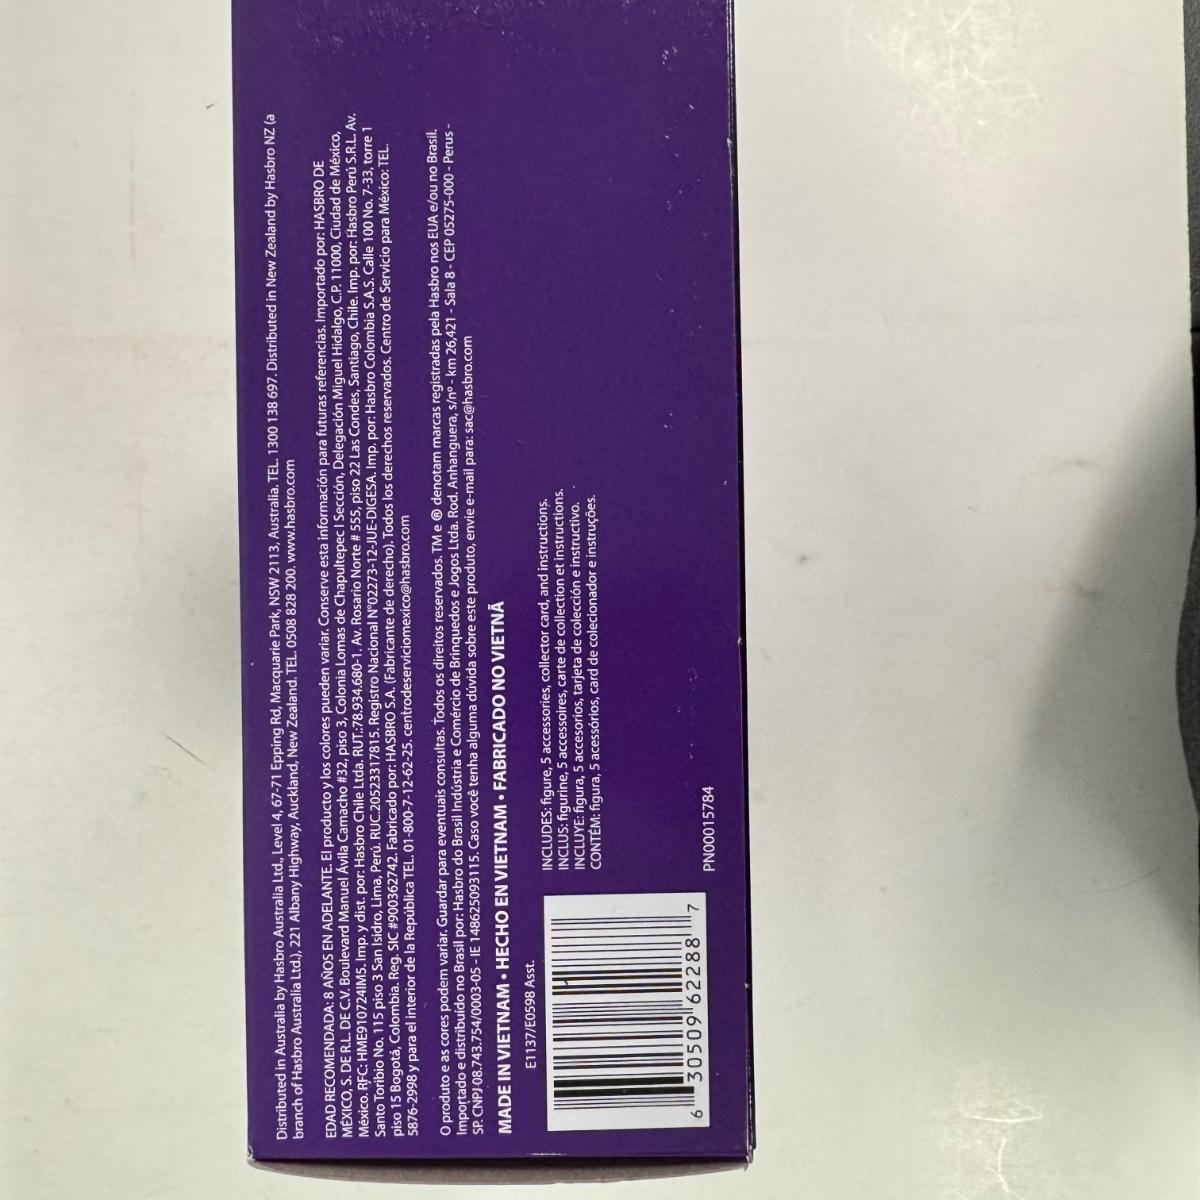 Distributed in Australia by Hasbro Australia Ltd., Level 4, 67-71 Epping Rd, Macquarie Park, NSW 2113, Australia. TEL. 1300 138 697. Distributed in New Zealand by Hasbro NZ (a
branch of Hasbro Australia Ltd.), 221 Albany Highway, Auckland, New Zealand. TEL. 0508 828 200. www.hasbro.com
EDAD RECOMENDADA: 8 AÑOS EN ADELANTE. El producto y los colores pueden variar. Conserve esta información para futuras referencias. Importado por: HASBRO DE
MÉXICO, S. DE R.L. DE C.V. Boulevard Manuel Ávila Camacho #32, piso 3, Colonia Lomas de Chapultepec I Sección, Delegación Miguel Hidalgo, C.P. 11000, Ciudad de México,
México. RFC: HME910724IM5. Imp. y dist. por: Hasbro Chile Ltda. RUT.:78.934.680-1. Av. Rosario Norte # 555, piso 22 Las Condes, Santiago, Chile. Imp. por: Hasbro Perú S.R.L. Av.
Santo Toribio No. 115 piso 3 San Isidro, Lima, Perú. RUC.20523317815. Registro Nacional N°02273-12-JUE-DIGESA. Imp. por: Hasbro Colombia S.A.S. Calle 100 No. 7-33, torre 1
piso 15 Bogotá, Colombia. Reg. SIC #900362742. Fabricado por: HASBRO S.A. (Fabricante de derecho). Todos los derechos reservados. Centro de Servicio para México: TEL.
5876-2998 y para el interior de la República TEL. 01-800-7-12-62-25. centrodeserviciomexico@hasbro.com
O produto e as cores podem variar. Guardar para eventuais consultas. Todos os direitos reservados. TM e ® denotam marcas registradas pela Hasbro nos EUA e/ou no Brasil.
Importado e distribuído no Brasil por: Hasbro do Brasil Indústria e Comércio de Brinquedos e Jogos Ltda. Rod. Anhanguera, s/nº - km 26,421 - Sala 8 - CEP 05275-000 - Perus -
SP. CNPJ 08.743.754/0003-05 - IE 148625093115. Caso você tenha alguma dúvida sobre este produto, envie e-mail para: sac@hasbro.com
MADE IN VIETNAM • HECHO EN VIETNAM • FABRICADO NO VIETNÃ
E1137/E0598 Asst.
INCLUDES: figure, 5 accessories, collector card, and instructions.
INCLUS: figurine, 5 accessoires, carte de collection et instructions.
INCLUYE: figura, 5 accesorios, tarjeta de colección e instructivo.
CONTÉM: figura, 5 acessórios, card de colecionador e instruções.
6 30509 62288 7
PN00015784